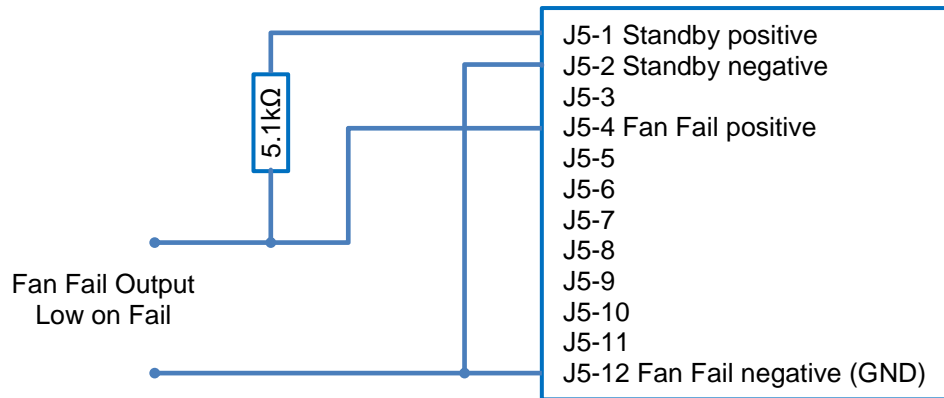 J5-1 Standby positive
J5-2 Standby negative
J5-3
J5-4 Fan Fail positive
J5-5
J5-6
J5-7
J5-8
J5-9
J5-10
J5-11
J5-12 Fan Fail negative (GND)
5.1kΩ
Fan Fail Output
Low on Fail